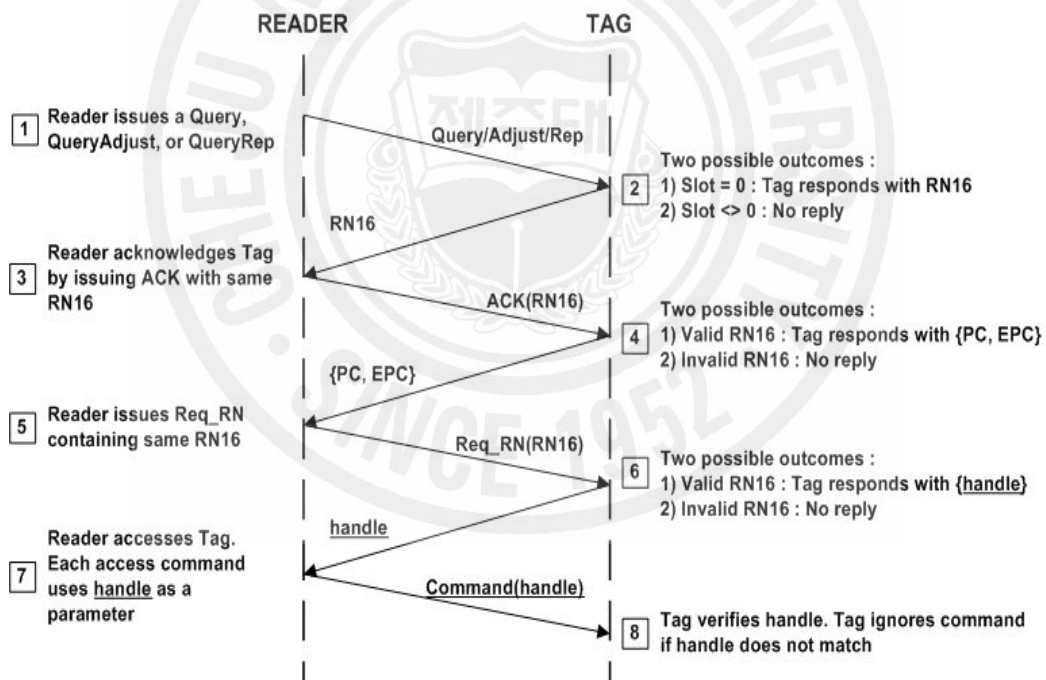 READER
TAG
1
Reader issues a Query,
QueryAdjust, or QueryRep
Query/Adjust/Rep
2
Two possible outcomes :
1) Slot = 0 : Tag responds with RN16
2) Slot <> 0 : No reply
RN16
3
Reader acknowledges Tag
by issuing ACK with same
RN16
ACK(RN16)
4
Two possible outcomes :
1) Valid RN16 : Tag responds with {PC, EPC}
2) Invalid RN16 : No reply
{PC, EPC}
5
Reader issues Req_RN
containing same RN16
Req_RN(RN16)
6
Two possible outcomes :
1) Valid RN16 : Tag responds with {handle}
2) Invalid RN16 : No reply
handle
7
Reader accesses Tag.
Each access command
uses handle as a
parameter
Command(handle)
8
Tag verifies handle. Tag ignores command
if handle does not match
제주대
SINCE 1952